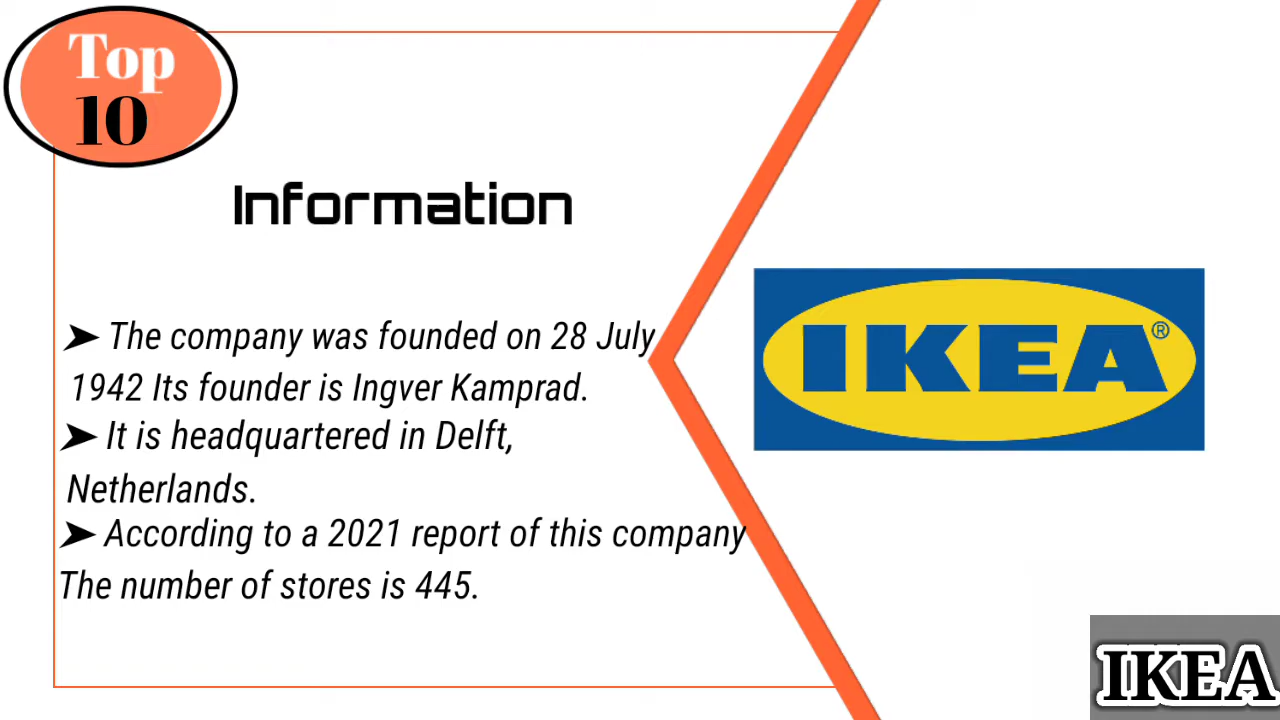 Top
10
Information
➤ The company was founded on 28 July
1942 Its founder is Ingver Kamprad.
➤ It is headquartered in Delft,
Netherlands.
➤ According to a 2021 report of this company
The number of stores is 445.
IKEA®
IKEA